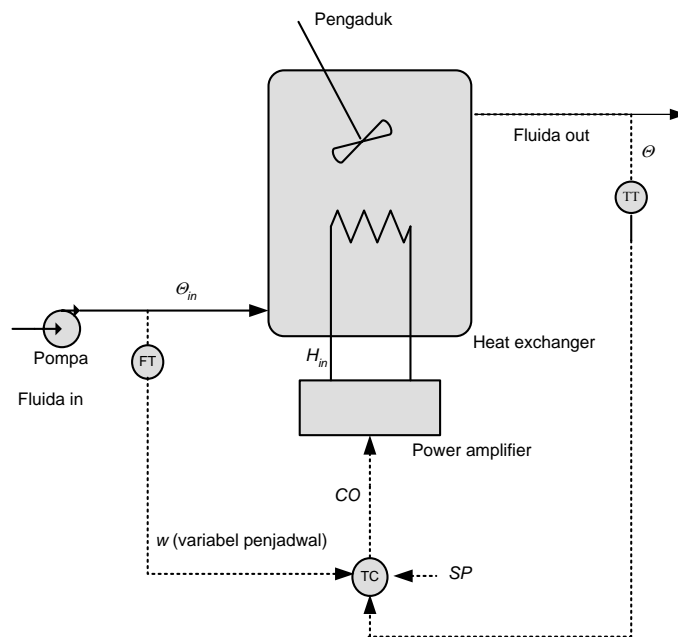 Pengaduk
Fluida out
Θ
TT
Θin
Heat exchanger
Pompa
FT
Hin
Fluida in
Power amplifier
CO
w (variabel penjadwal)
TC
SP